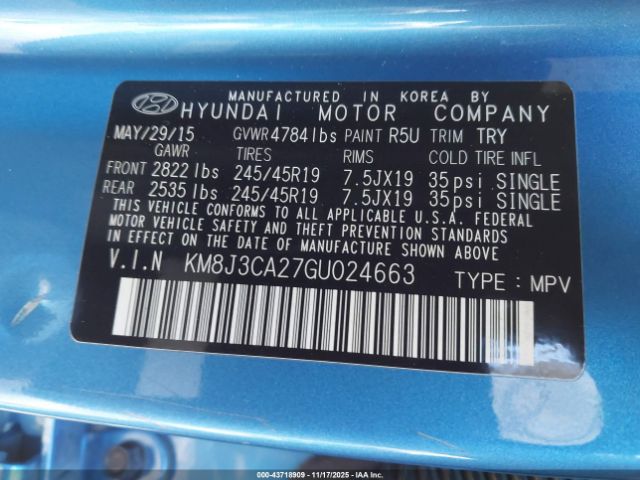 MANUFACTURED IN KOREA BY
HYUNDAI MOTOR COMPANY
MAY/29/15 GVWR 4784lbs PAINT R5U TRIM TRY
GAWR TIRES RIMS COLD TIRE INFL
FRONT 2822lbs 245/45R19 7.5JX19 35psi SINGLE
REAR 2535lbs 245/45R19 7.5JX19 35psi SINGLE
THIS VEHICLE CONFORMS TO ALL APPLICABLE U.S.A. FEDERAL
MOTOR VEHICLE SAFETY AND THEFT PREVENTION STANDARDS
IN EFFECT ON THE DATE OF MANUFACTURE SHOWN ABOVE.
V.I.N KM8J3CA27GU024663 TYPE: MPV
000-43718909 11/17/2025 - IAAI.COM